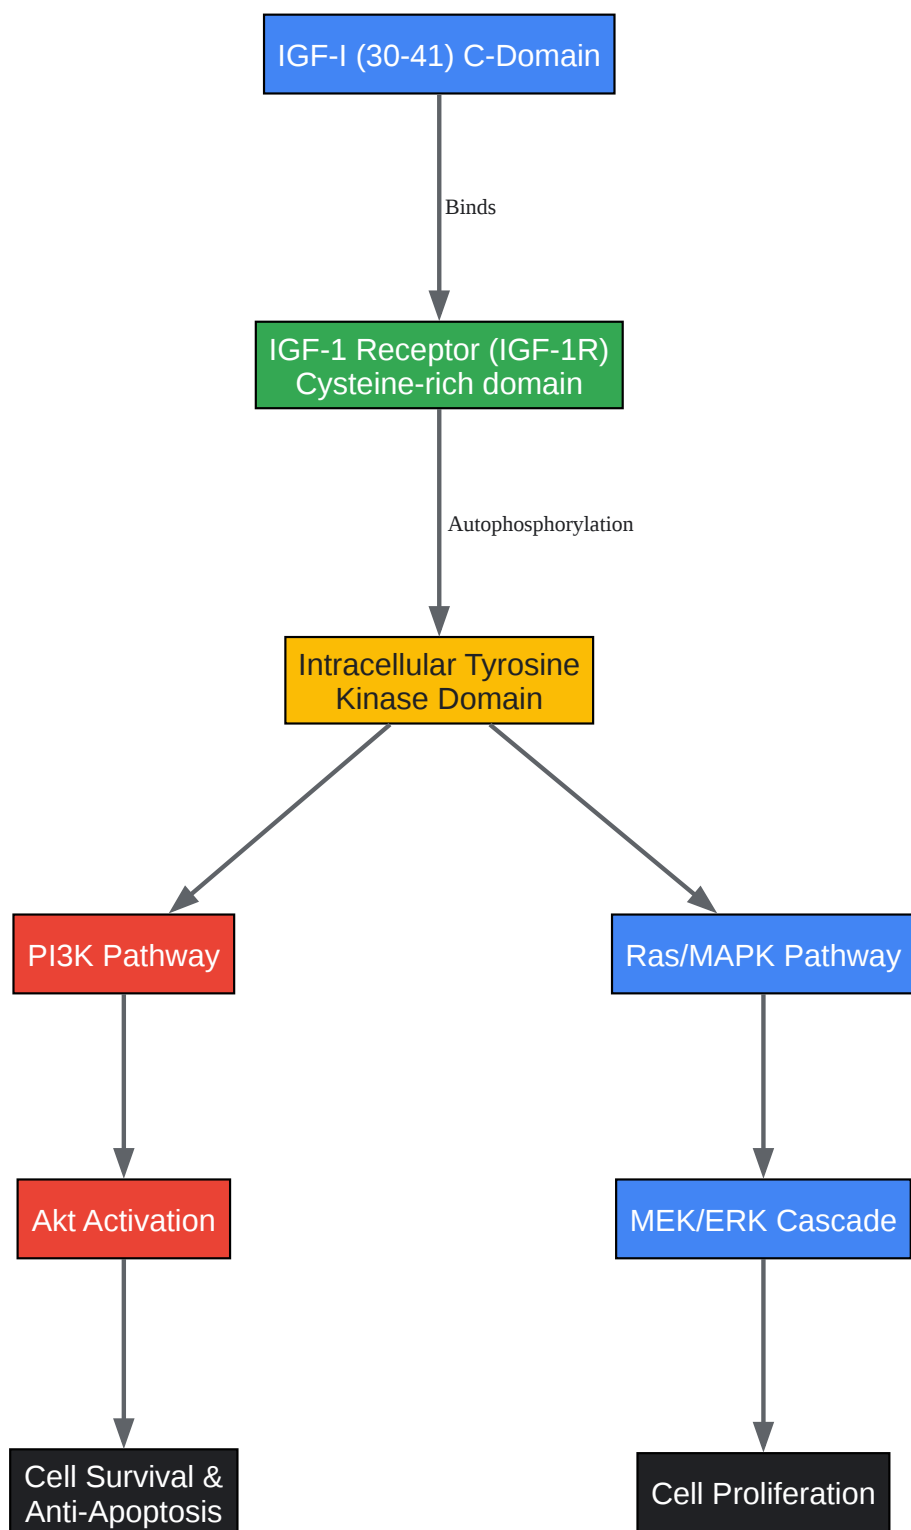 IGF-I (30-41) C-Domain
Binds
IGF-1 Receptor (IGF-1R)
Cysteine-rich domain
Autophosphorylation
Intracellular Tyrosine
Kinase Domain
PI3K Pathway
Ras/MAPK Pathway
Akt Activation
MEK/ERK Cascade
Cell Survival &
Anti-Apoptosis
Cell Proliferation